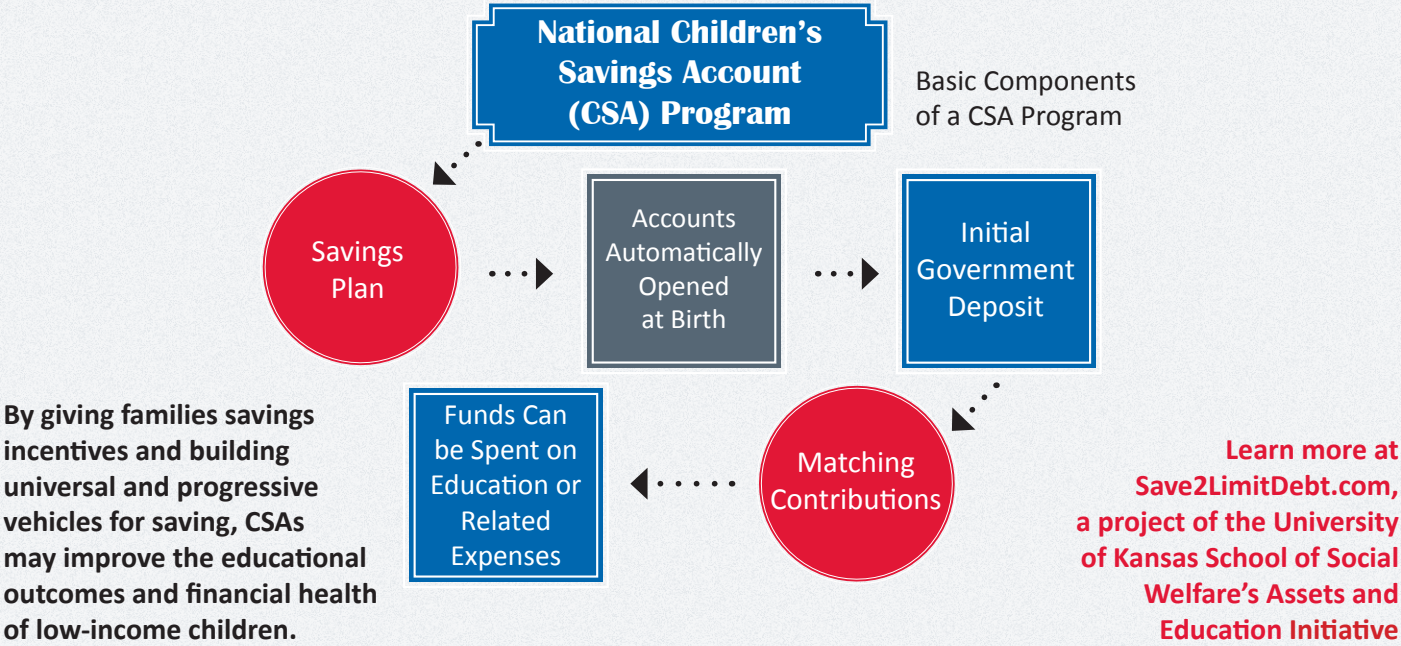 National Children's
Savings Account
(CSA) Program
Basic Components
of a CSA Program
Savings
Plan
Accounts
Automatically
Opened
at Birth
Initial
Government
Deposit
Matching
Contributions
Funds Can
be Spent on
Education or
Related
Expenses
By giving families savings
incentives and building
universal and progressive
vehicles for saving, CSAs
may improve the educational
outcomes and financial health
of low-income children.
Learn more at
Save2LimitDebt.com,
a project of the University
of Kansas School of Social
Welfare's Assets and
Education Initiative